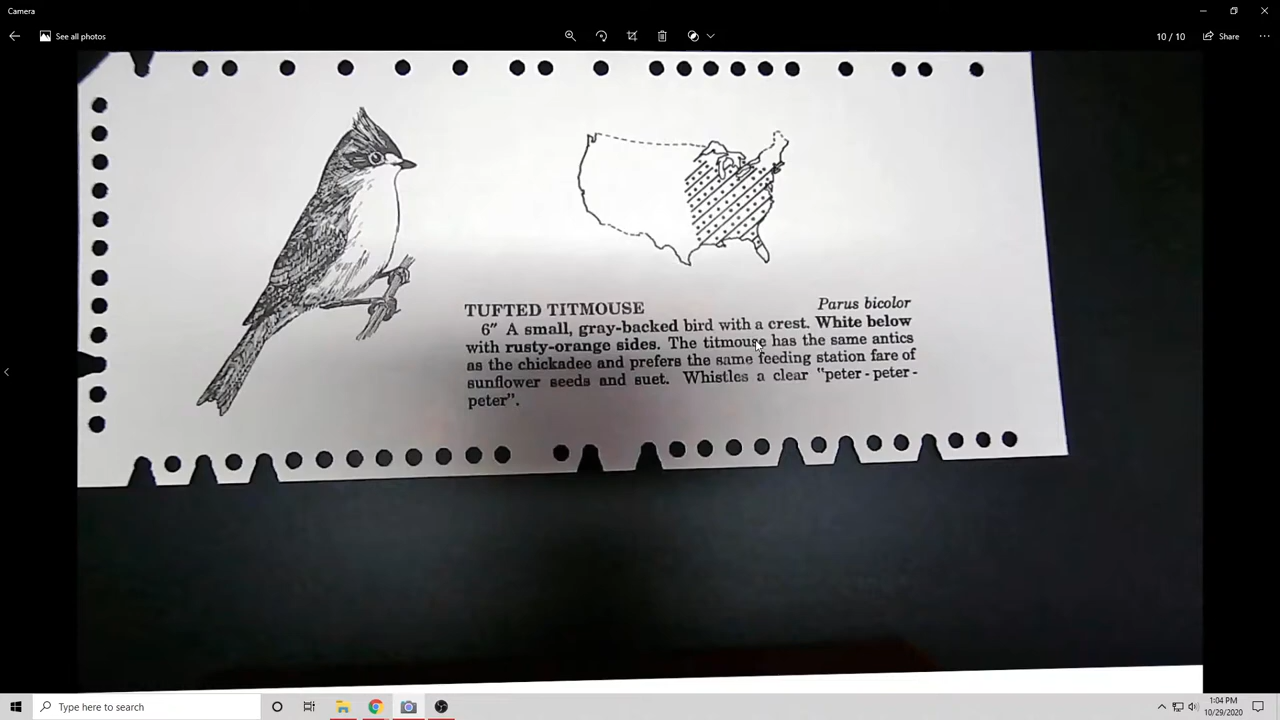 Camera
See all photos
10 / 10
Share
TUFTED TITMOUSE
Parus bicolor
6″ A small, gray-backed bird with a crest. White below
with rusty-orange sides. The titmouse has the same antics
as the chickadee and prefers the same feeding station fare of
sunflower seeds and suet. Whistles a clear "peter - peter -
peter".
Type here to search
1:04 PM
10/29/2020